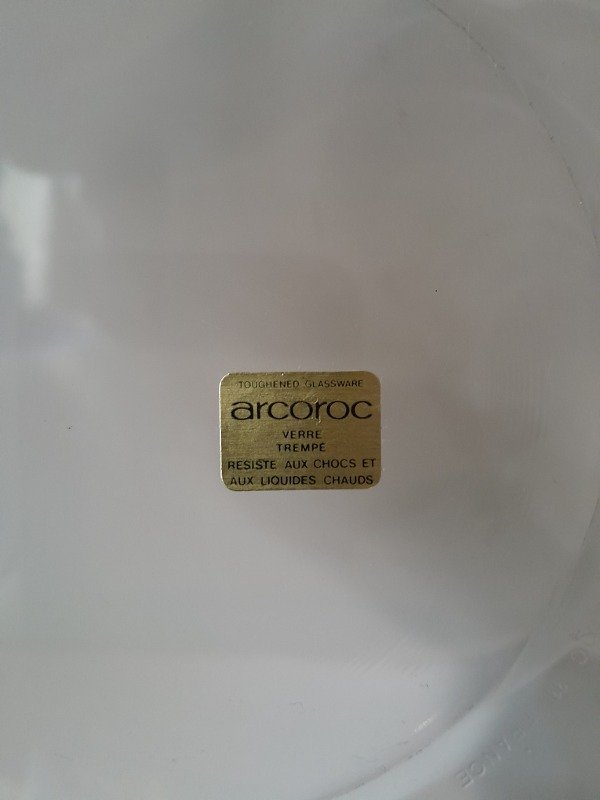 TOUGHENED GLASSWARE
arcoroc
VERRE
TREMPE
RESISTE AUX CHOCS ET
AUX LIQUIDES CHAUDS